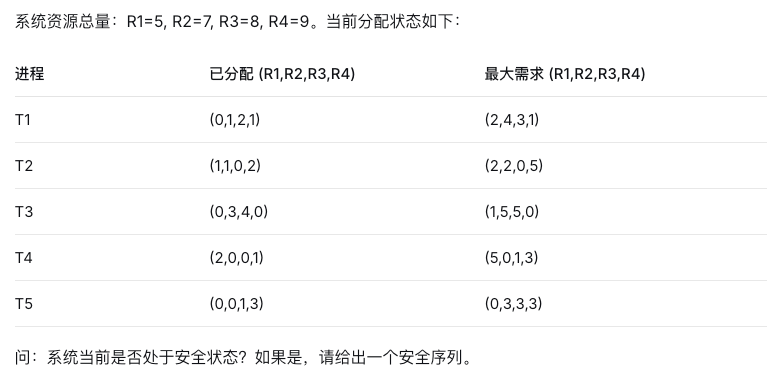 系统资源总量：R1=5, R2=7, R3=8, R4=9。当前分配状态如下：
进程 已分配 (R1,R2,R3,R4) 最大需求 (R1,R2,R3,R4)
T1 (0,1,2,1) (2,4,3,1)
T2 (1,1,0,2) (2,2,0,5)
T3 (0,3,4,0) (1,5,5,0)
T4 (2,0,0,1) (5,0,1,3)
T5 (0,0,1,3) (0,3,3,3)
问：系统当前是否处于安全状态？如果是，请给出一个安全序列。